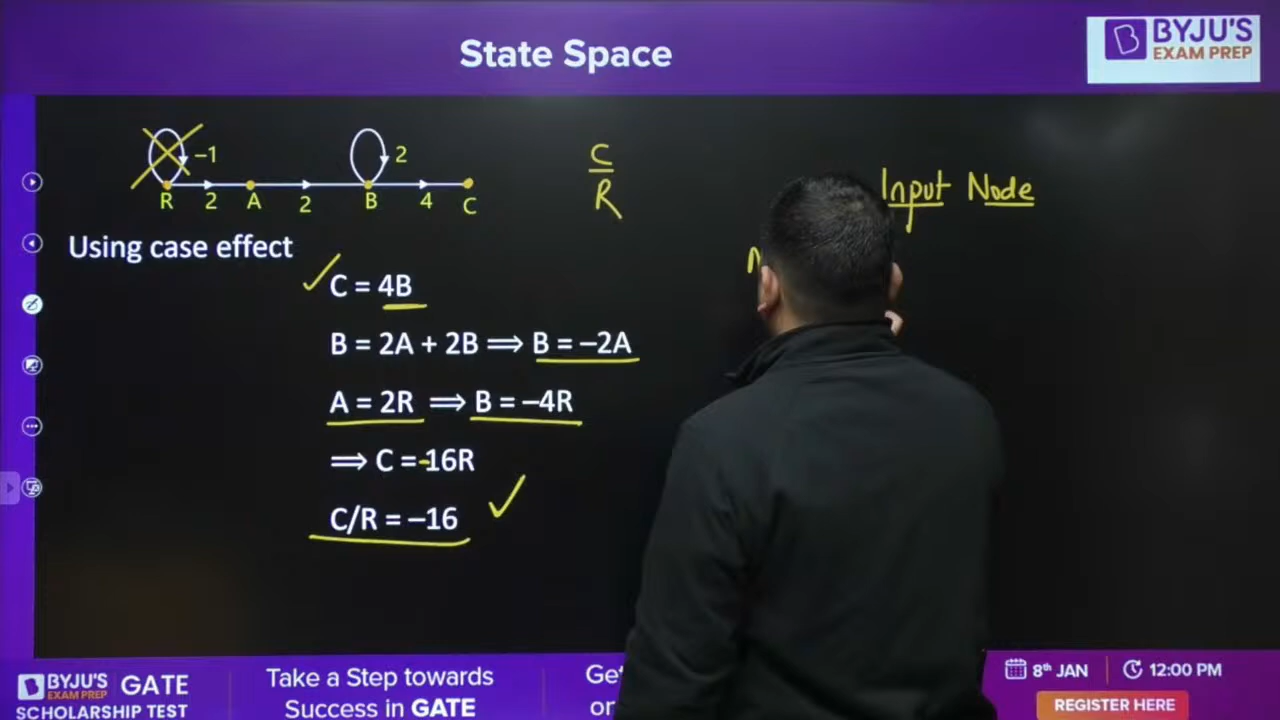 State Space
BYJU'S
EXAM PREP
–1
2
R 2 A 2 B 4 C
C
R
Input Node
Using case effect
C = 4B
B = 2A + 2B ⟹ B = –2A
A = 2R ⟹ B = –4R
⟹ C = -16R
C/R = –16
BYJU'S
EXAM PREP
GATE
SCHOLARSHIP TEST
Take a Step towards
Success in GATE
8th JAN
12:00 PM
REGISTER HERE